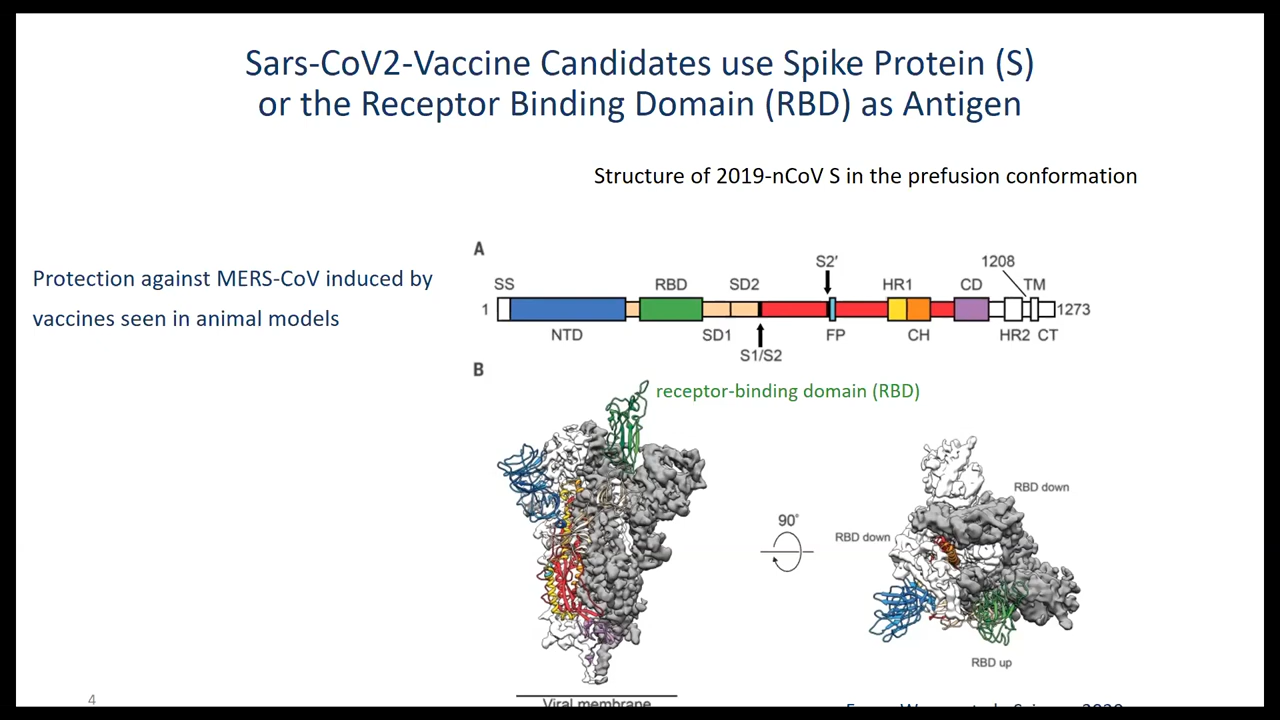 Sars-CoV2-Vaccine Candidates use Spike Protein (S)
or the Receptor Binding Domain (RBD) as Antigen
Structure of 2019-nCoV S in the prefusion conformation
Protection against MERS-CoV induced by
vaccines seen in animal models
A
S2′ 1208
SS RBD SD2 HR1 CD TM
1 1273
NTD SD1 FP CH HR2 CT
S1/S2
B
receptor-binding domain (RBD)
RBD down
90°
RBD down
RBD up
Viral membrane
4